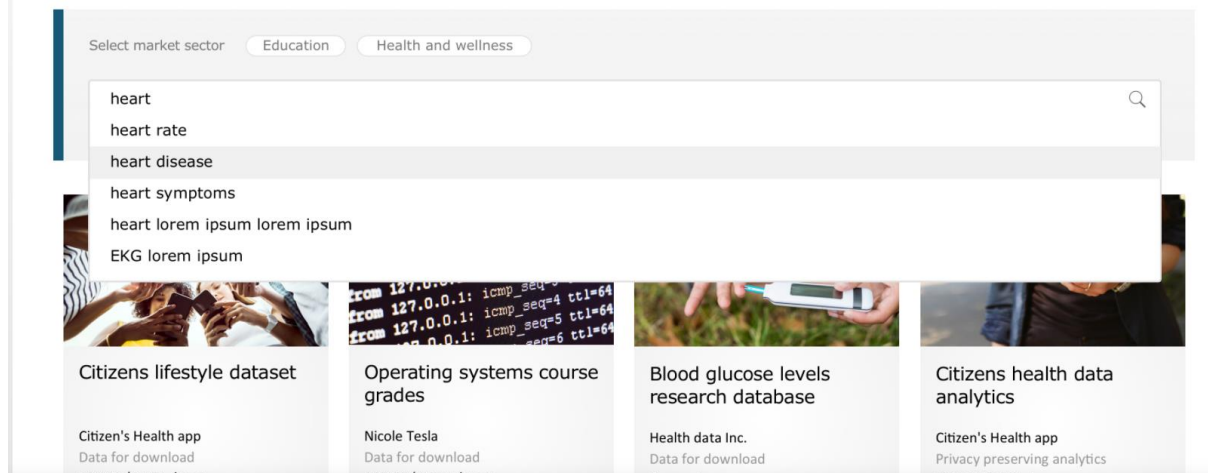 Select market sector Education Health and wellness
heart
heart rate
heart disease
heart symptoms
heart lorem ipsum lorem ipsum
EKG lorem ipsum
from 127.0.0.1: icmp_seq=4 ttl=64
from 127.0.0.1: icmp_seq=5 ttl=64
icmp_seq=6 ttl=64
Citizens lifestyle dataset
Operating systems course
grades
Blood glucose levels
research database
Citizens health data
analytics
Citizen's Health app
Data for download
Nicole Tesla
Data for download
Health data Inc.
Data for download
Citizen's Health app
Privacy preserving analytics